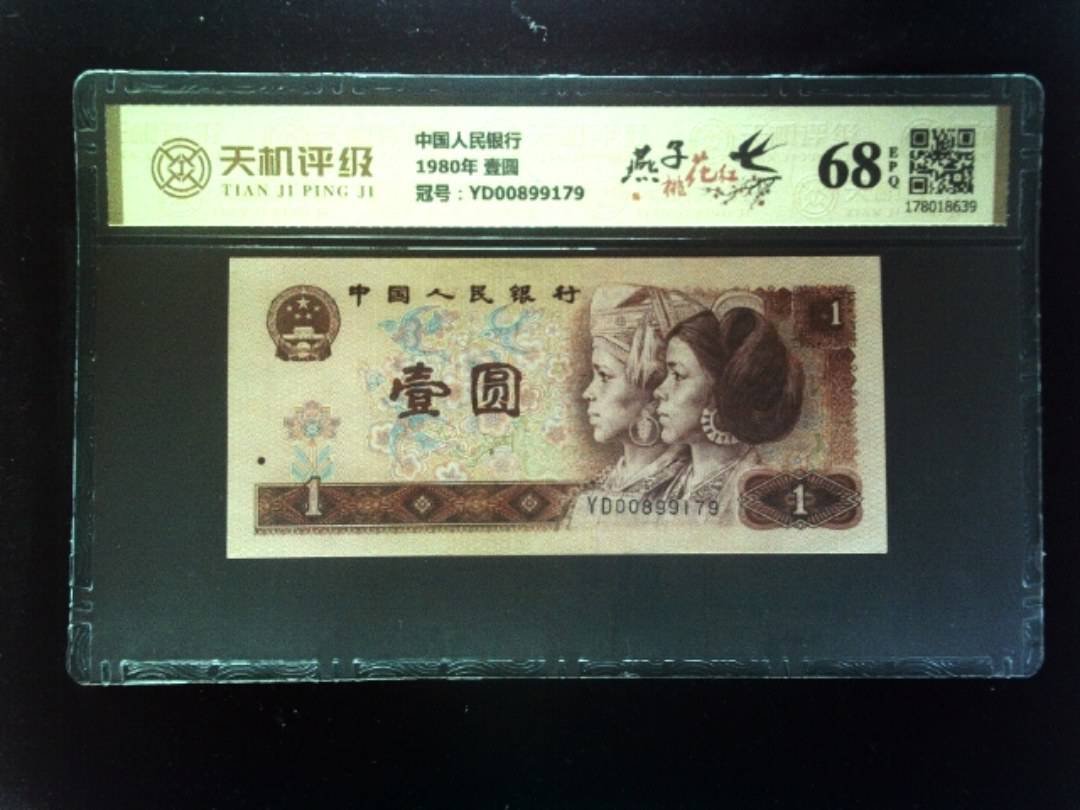 天机评级
TIAN JI PING JI
中国人民银行
1980年 壹圆
冠号：YD00899179
燕子
桃花红
68
EPQ
178018639
中国人民银行
1
壹圆
1
YD00899179
1